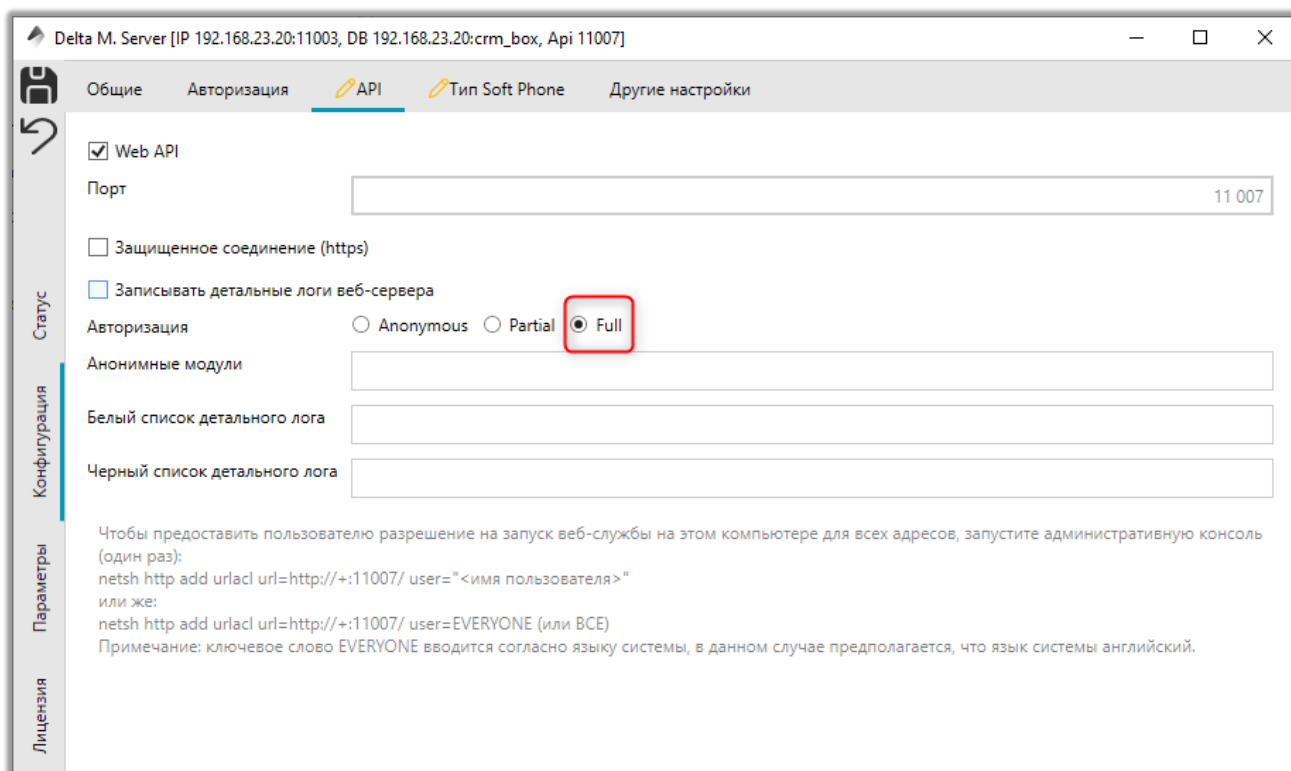 Delta M. Server [IP 192.168.23.20:11003, DB 192.168.23.20:crm_box, Api 11007]
Общие Авторизация API Тип Soft Phone Другие настройки
Web API
Порт 11 007
Защищенное соединение (https)
Записывать детальные логи веб-сервера
Авторизация Anonymous Partial Full
Анонимные модули
Белый список детального лога
Черный список детального лога
Чтобы предоставить пользователю разрешение на запуск веб-службы на этом компьютере для всех адресов, запустите административную консоль
(один раз):
netsh http add urlacl url=http://+:11007/ user="<имя пользователя>"
или же:
netsh http add urlacl url=http://+:11007/ user=EVERYONE (или ВСЕ)
Примечание: ключевое слово EVERYONE вводится согласно языку системы, в данном случае предполагается, что язык системы английский.
Статус
Конфигурация
Параметры
Лицензия